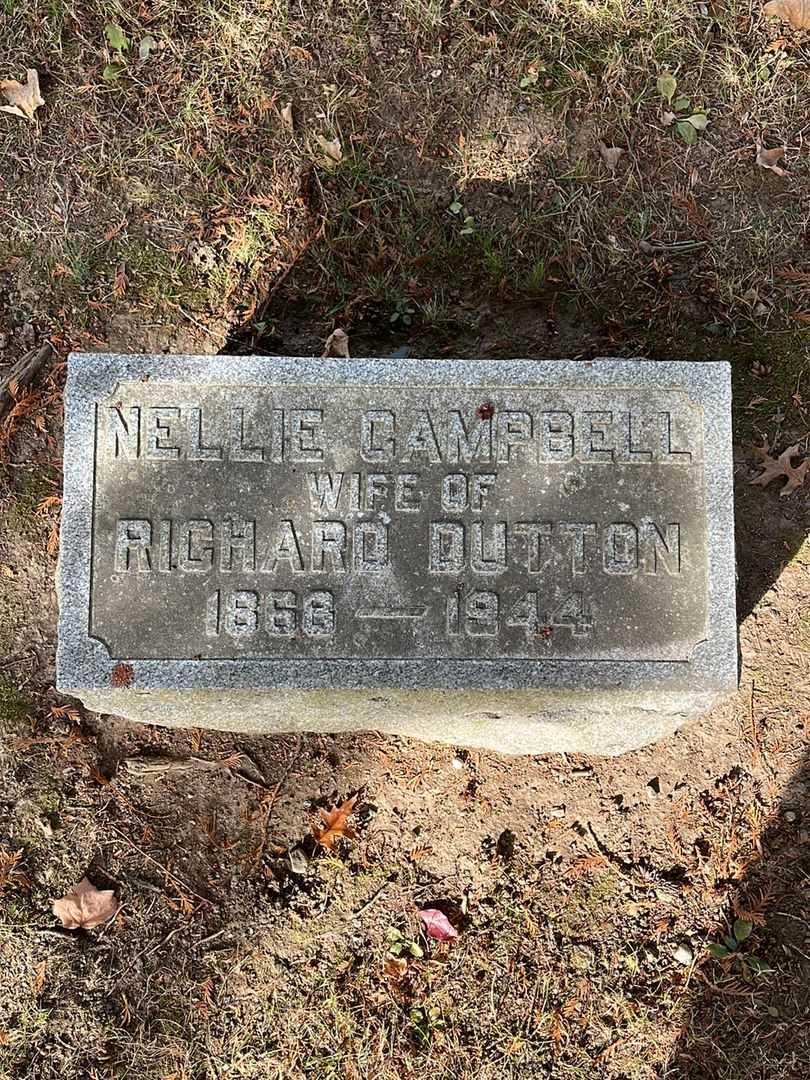 NELLIE CAMPBELL
WIFE OF
RICHARD DUTTON
1868 — 1944